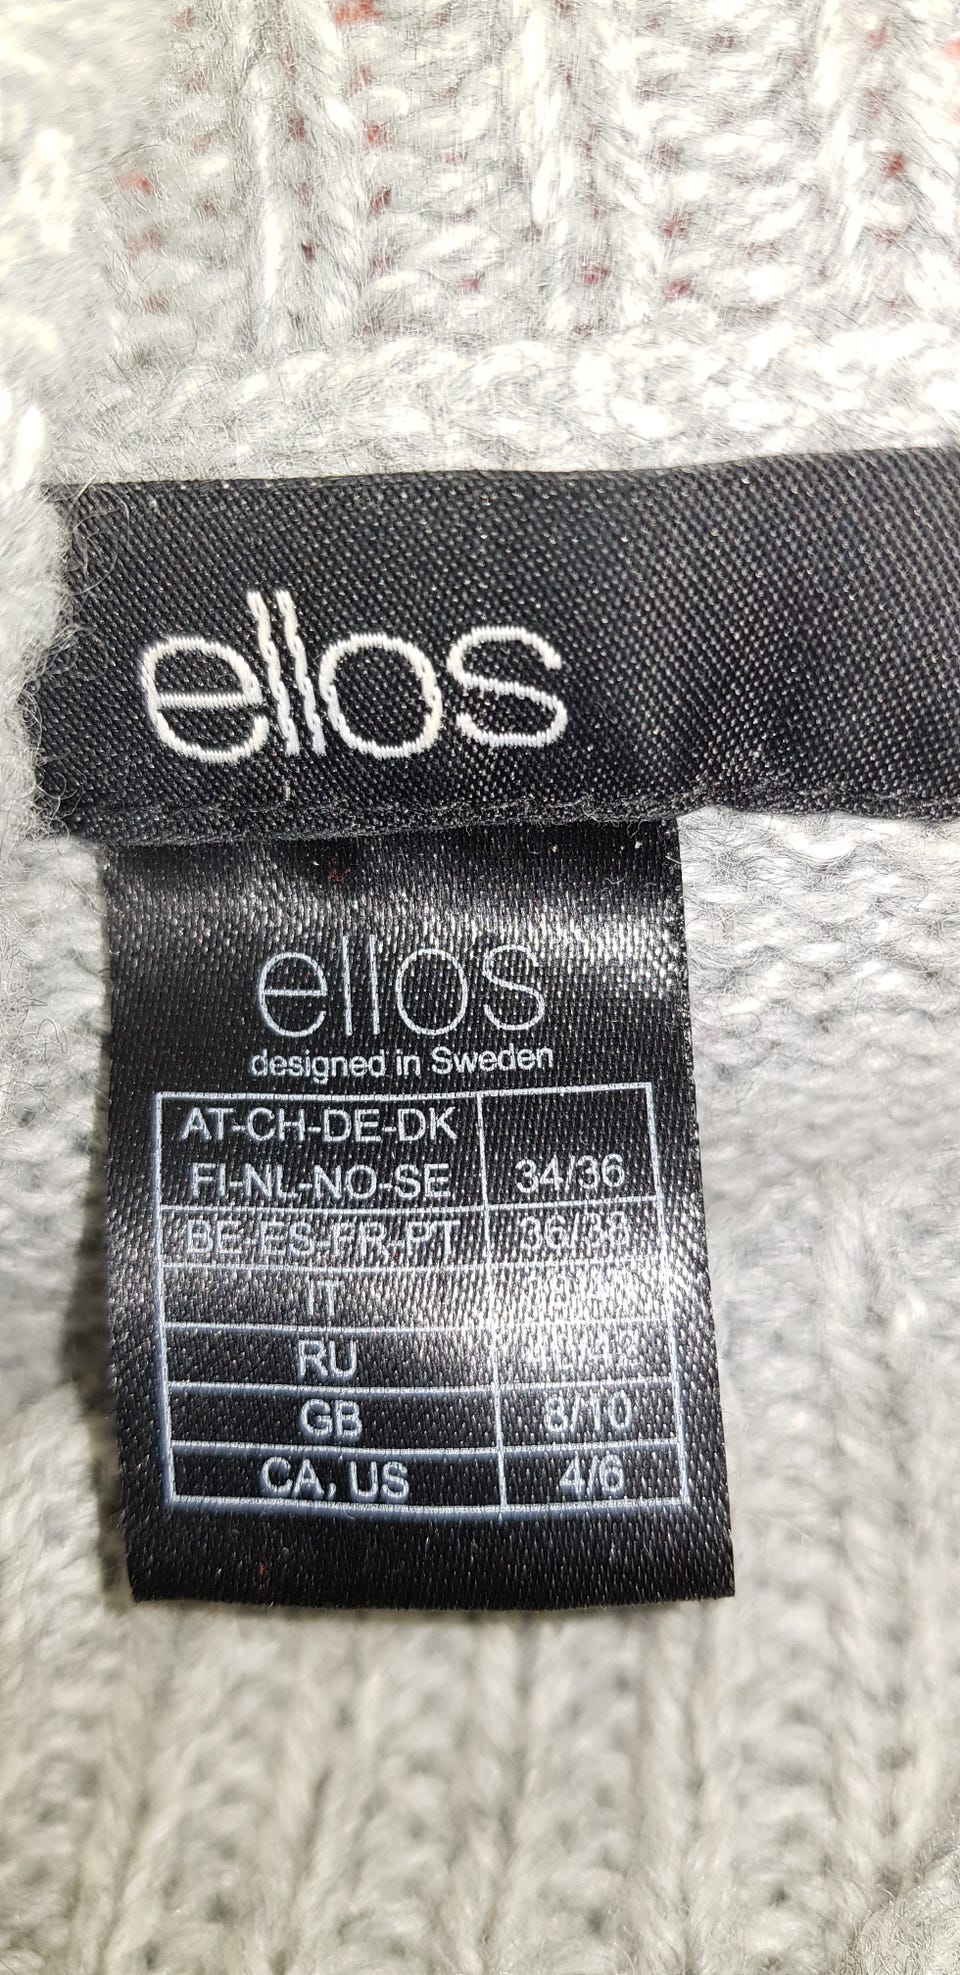 ellos
ellos
designed in Sweden
AT-CH-DE-DK
FI-NL-NO-SE 34/36
BE-ES-FR-PT 36/38
IT
RU
GB 8/10
CA, US 4/6